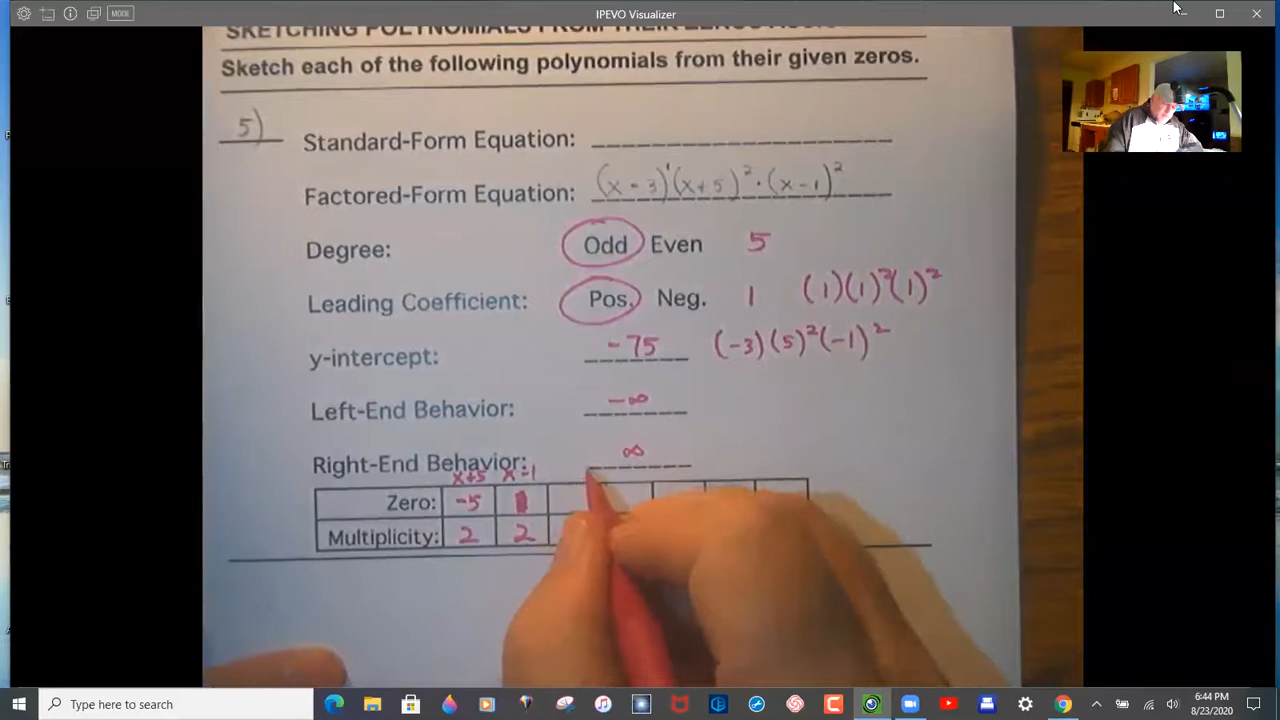 IPEVO Visualizer
MODE
SKETCHING POLYNOMIALS FROM THEIR ZEROS
Sketch each of the following polynomials from their given zeros.
5)
Standard-Form Equation:
Factored-Form Equation: (x - 3)¹(x+5)²·(x-1)²
Degree: Odd Even 5
Leading Coefficient: Pos. Neg. 1 (1)(1)²(1)²
y-intercept: -75 (-3)(5)²(-1)²
Left-End Behavior: -∞
Right-End Behavior: ∞
x+5 x-1
Zero: -5 1
Multiplicity: 2 2
Type here to search
6:44 PM
8/23/2020